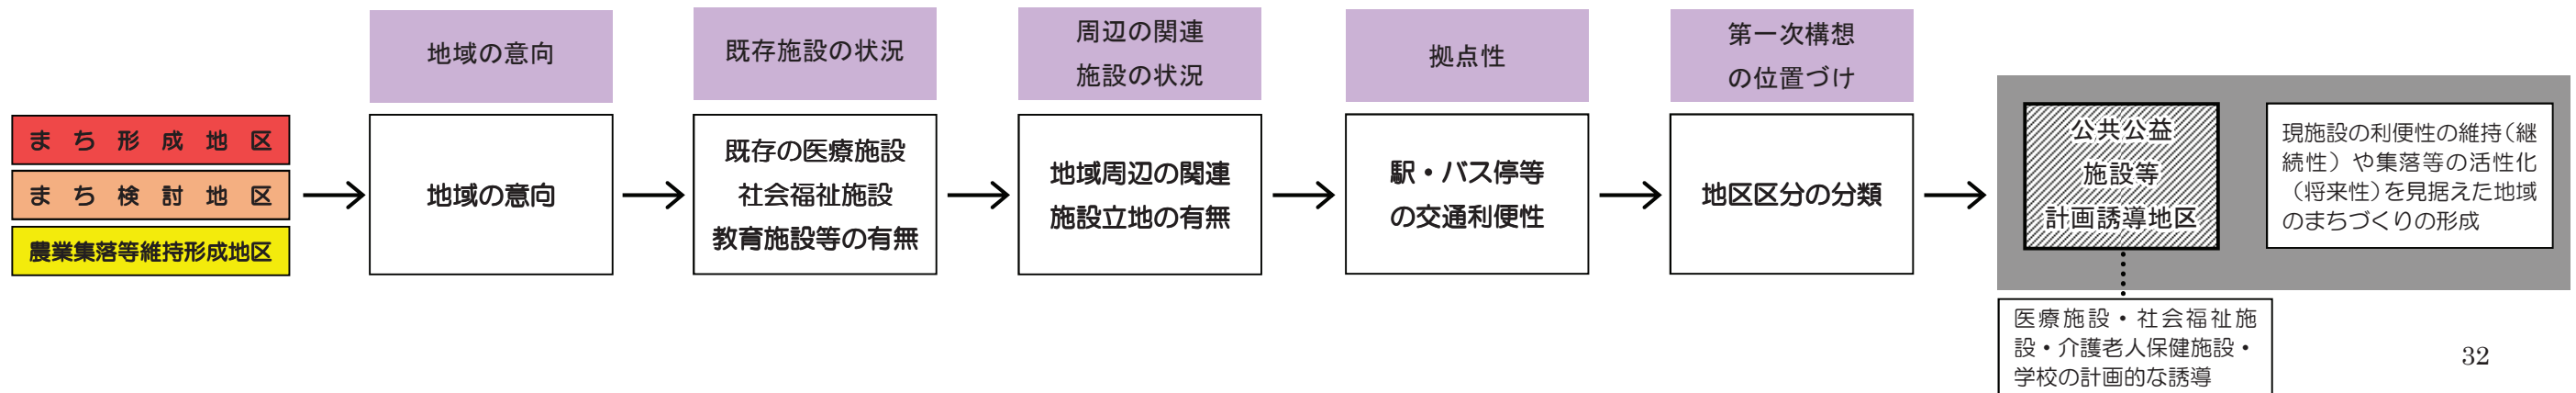 地域の意向
既存施設の状況
周辺の関連
施設の状況
拠点性
第一次構想
の位置づけ
まち形成地区
まち検討地区
農業集落等維持形成地区
地域の意向
既存の医療施設
社会福祉施設
教育施設等の有無
地域周辺の関連
施設立地の有無
駅・バス停等
の交通利便性
地区区分の分類
公共公益
施設等
計画誘導地区
現施設の利便性の維持（継
続性）や集落等の活性化
（将来性）を見据えた地域
のまちづくりの形成
医療施設・社会福祉施
設・介護老人保健施設・
学校の計画的な誘導
32